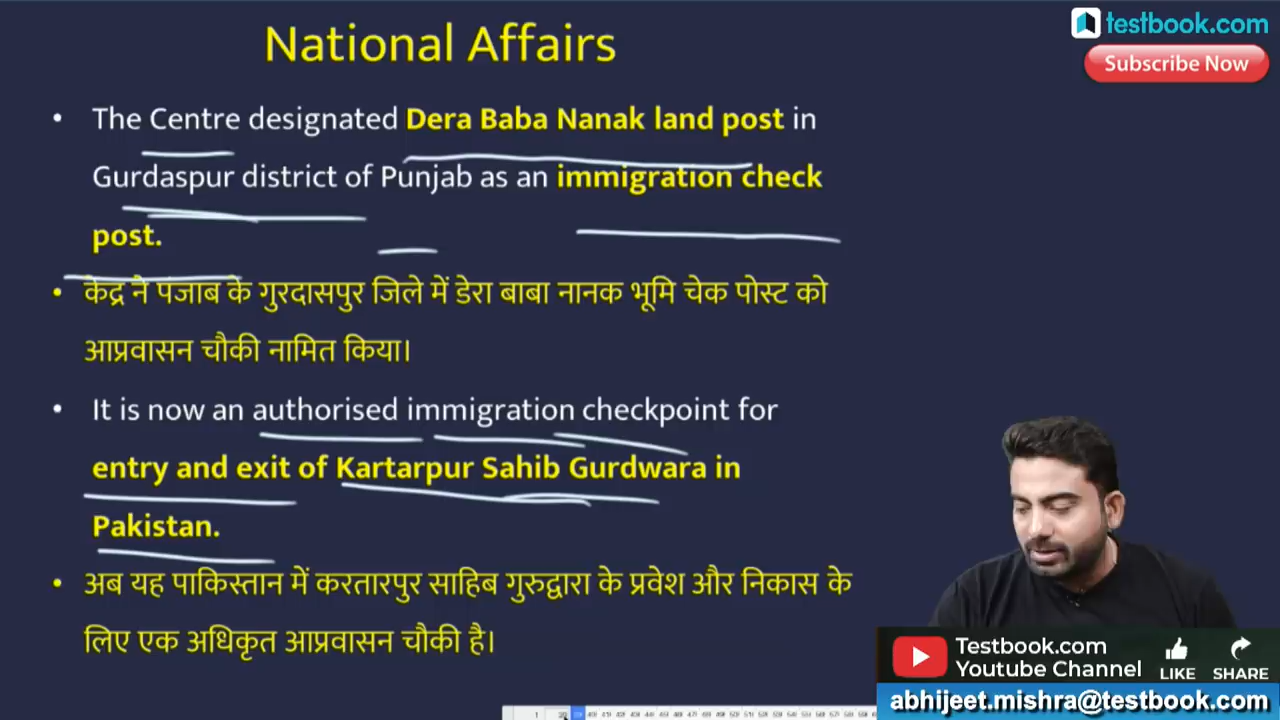 National Affairs
testbook.com
Subscribe Now
• The Centre designated Dera Baba Nanak land post in
Gurdaspur district of Punjab as an immigration check
post.
• केंद्र ने पंजाब के गुरदासपुर जिले में डेरा बाबा नानक भूमि चेक पोस्ट को
आप्रवासन चौकी नामित किया।
• It is now an authorised immigration checkpoint for
entry and exit of Kartarpur Sahib Gurdwara in
Pakistan.
• अब यह पाकिस्तान में करतारपुर साहिब गुरुद्वारा के प्रवेश और निकास के
लिए एक अधिकृत आप्रवासन चौकी है।
Testbook.com
Youtube Channel
LIKE
SHARE
abhijeet.mishra@testbook.com